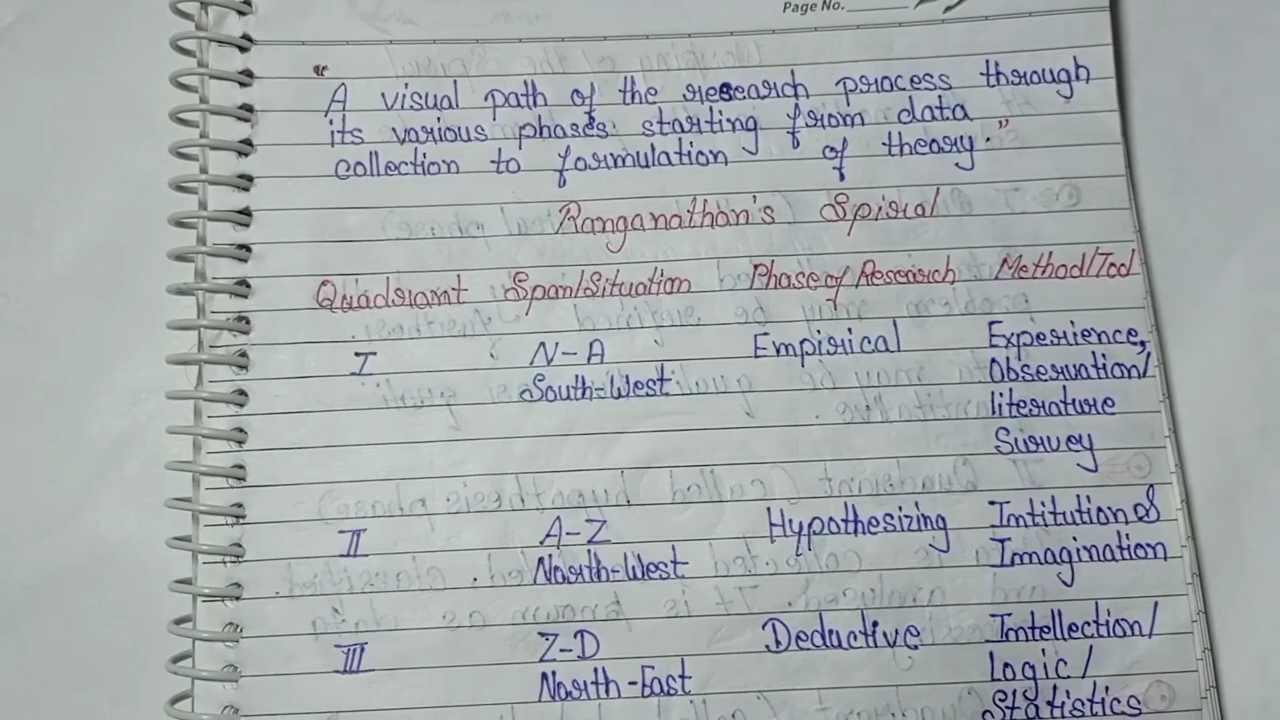 Page No.
"A visual path of the research process through
its various phases starting from data
collection to formulation of theory."
Ranganathan's Spiral
Quadrant Span/Situation Phase of Research Method/Tool
I N-A Empirical Experience,
South-West Observation/
literature
Survey
II A-Z Hypothesizing Intitution &
North-West Imagination
III Z-D Deductive Intellection/
North-East Logic/
Statistics